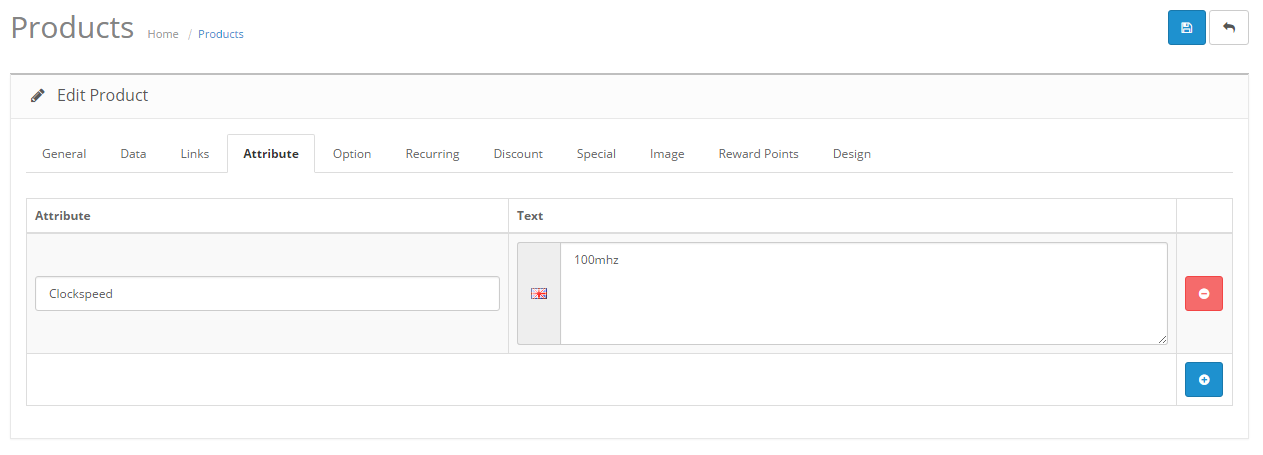 Products Home / Products
Edit Product
General Data Links Attribute Option Recurring Discount Special Image Reward Points Design
Attribute Text
100mhz
Clockspeed